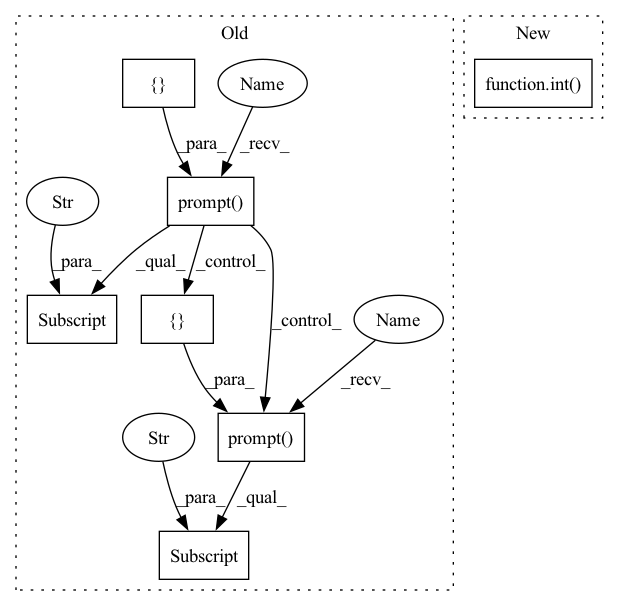 Old
New
{}
Name
function.int()
_para_
_recv_
Str
prompt()
_para_
_qual_
_control_
Subscript
{}
_control_
Name
_para_
_recv_
Str
prompt()
_para_
_qual_
Subscript